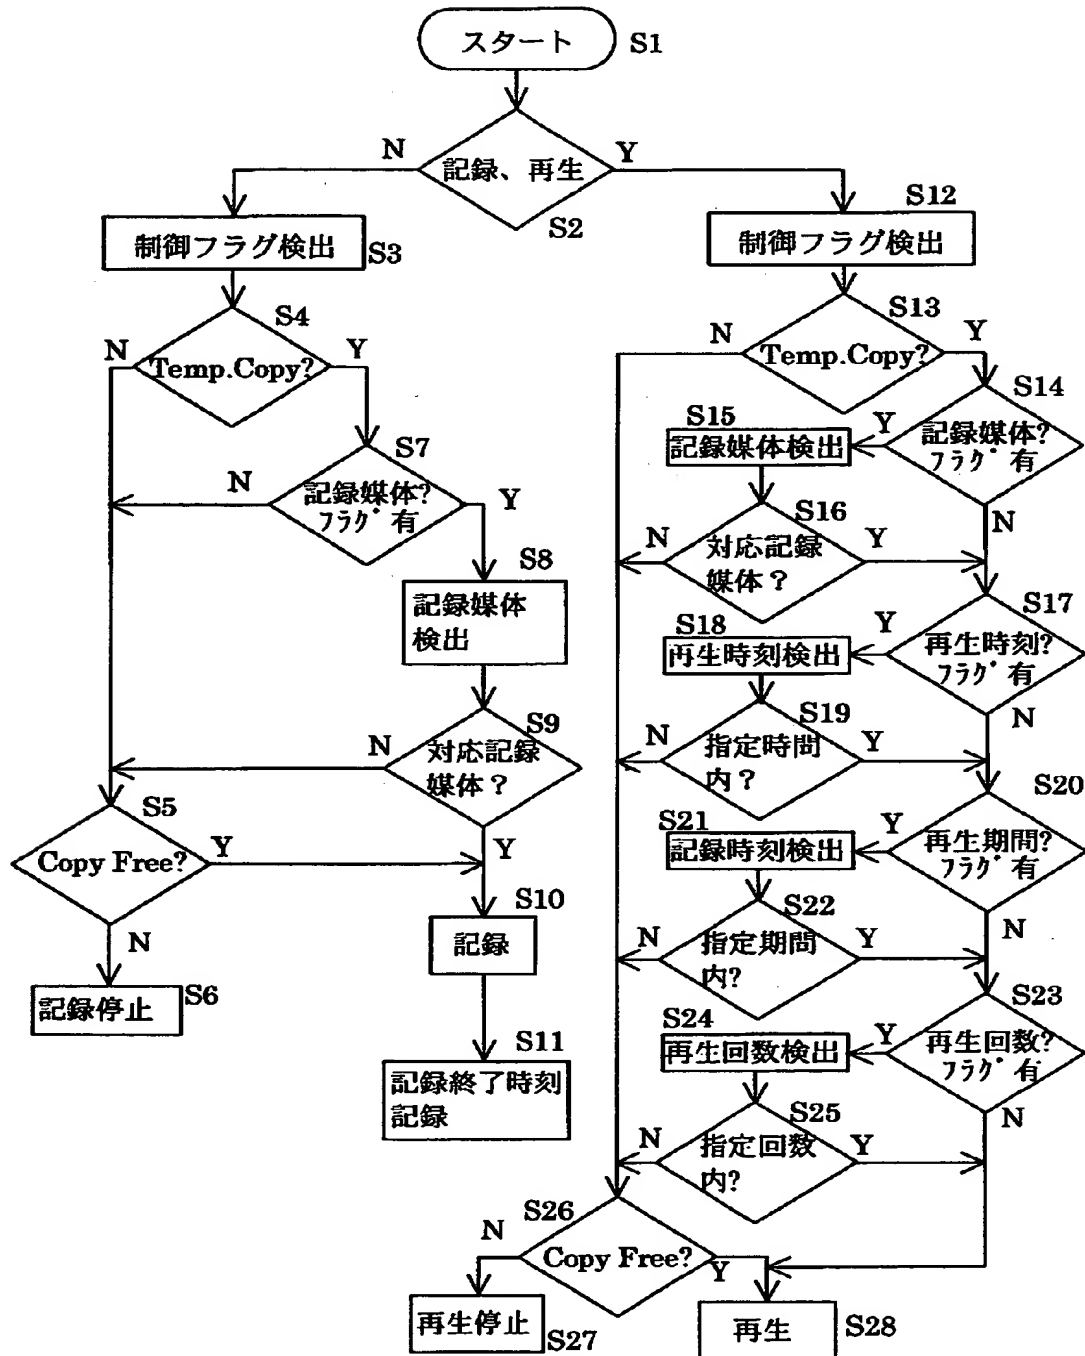 スタート
S1
N
記録、再生
Y
S2
制御フラグ検出
S3
S12
制御フラグ検出
S4
N
Temp.Copy?
Y
S13
N
Temp.Copy?
Y
S7
N
記録媒体?
フラグ有
Y
S14
記録媒体?
フラグ有
Y
N
S15
記録媒体検出
S16
N
対応記録
媒体？
Y
S8
記録媒体
検出
S17
再生時刻?
フラグ有
Y
N
S18
再生時刻検出
S9
N
対応記録
媒体？
Y
S19
N
指定時間
内？
Y
S5
Copy Free?
Y
N
S20
再生期間?
フラグ有
Y
N
S21
記録時刻検出
S10
記録
S22
N
指定期間
内?
Y
記録停止
S6
S23
再生回数?
フラグ有
Y
N
S24
再生回数検出
S11
記録終了時刻
記録
S25
N
指定回数
内?
Y
S26
N
Copy Free?
Y
再生停止
S27
再生
S28